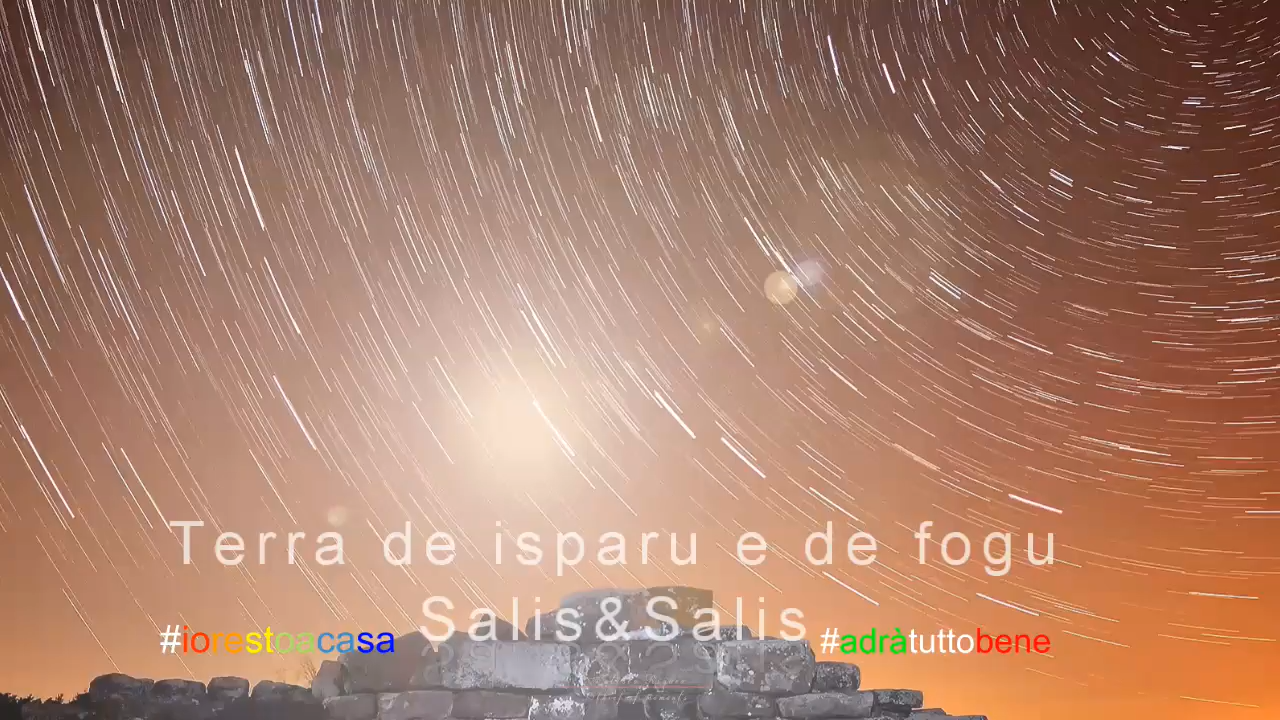 Terra de isparu e de fogu
Salis&Salis
#iorestoacasa
#adràtuttobene